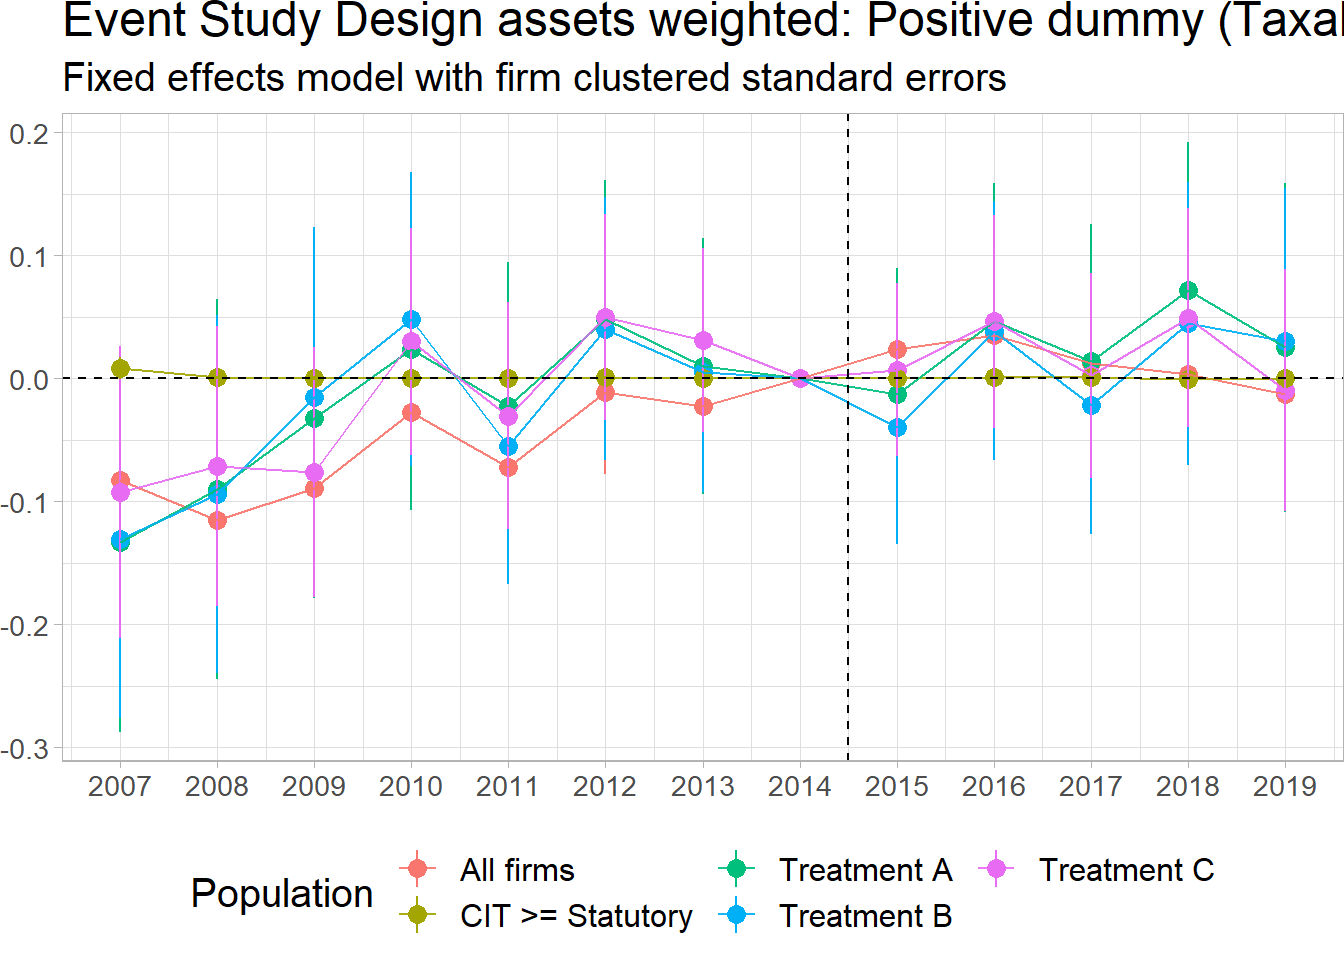 Event Study Design assets weighted: Positive dummy (Taxal
Fixed effects model with firm clustered standard errors
0.2
0.1
0.0
-0.1
-0.2
-0.3
2007 2008 2009 2010 2011 2012 2013 2014 2015 2016 2017 2018 2019
Population
All firms
Treatment A
Treatment C
CIT >= Statutory
Treatment B